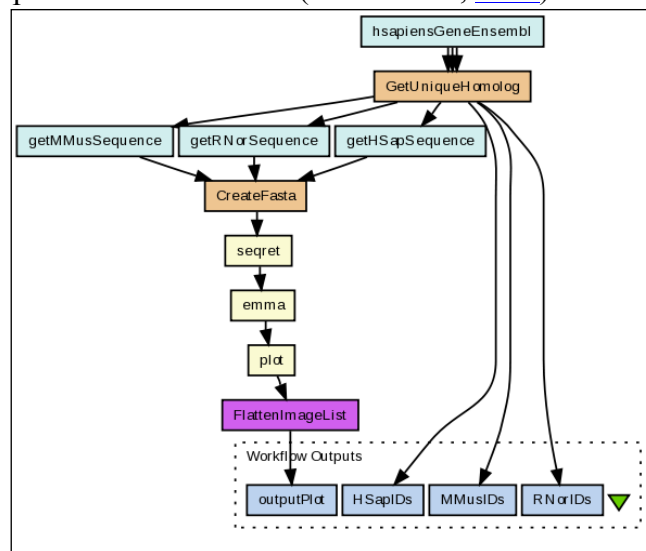 hsapiensGeneEnsembl
GetUniqueHomolog
getMMusSequence getRNorSequence getHSapSequence
CreateFasta
seqret
emma
plot
FlattenImageList
Workflow Outputs
outputPlot HSapIDs MMusIDs RNorIDs